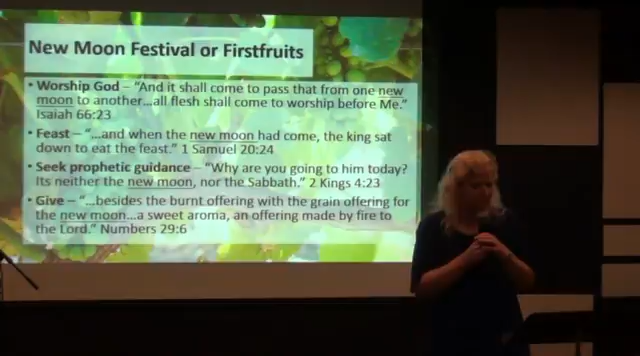 New Moon Festival or Firstfruits
• Worship God – “And it shall come to pass that from one new
moon to another...all flesh shall come to worship before Me.”
Isaiah 66:23
• Feast – “...and when the new moon had come, the king sat
down to eat the feast.” 1 Samuel 20:24
• Seek prophetic guidance – “Why are you going to him today?
Its neither the new moon, nor the Sabbath.” 2 Kings 4:23
• Give – “...besides the burnt offering with the grain offering for
the new moon...a sweet aroma, an offering made by fire to
the Lord.” Numbers 29:6